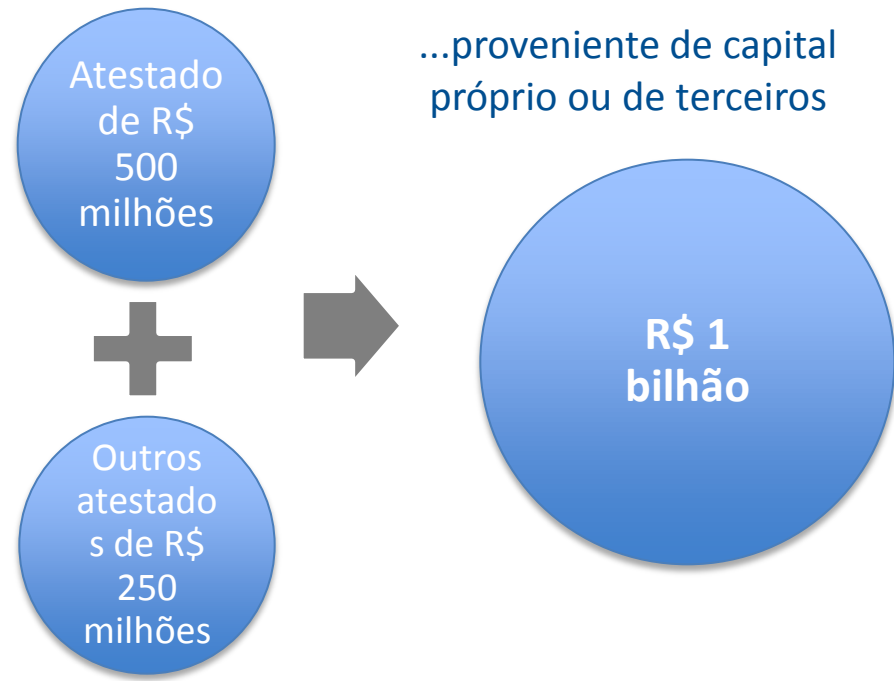 Atestado
de R$
500
milhões
...proveniente de capital
próprio ou de terceiros
Outros
atestado
s de R$
250
milhões
R$ 1
bilhão